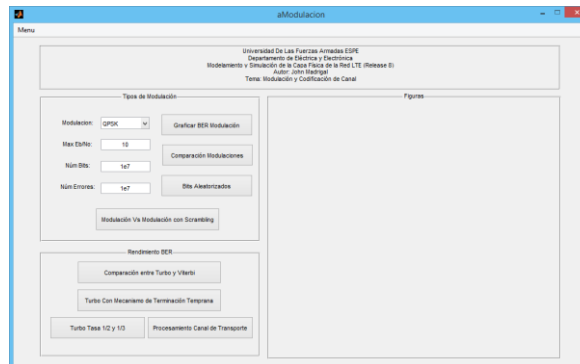 aModulacion
Menu
Universidad De Las Fuerzas Armadas ESPE
Departamento de Eléctrica y Electrónica
Modelamiento y Simulación de la Capa Física de la Red LTE (Release 8)
Autor: John Madrigal
Tema: Modulación y Codificación de Canal
Tipos de Modulación
Modulacion: QPSK
Graficar BER Modulación
Max Eb/No: 10
Comparación Modulaciones
Núm Bits: 1e7
Bits Aleatorizados
Núm Errores: 1e7
Modulación Vs Modulación con Scrambling
Rendimiento BER
Comparación entre Turbo y Viterbi
Turbo Con Mecanismo de Terminación Temprana
Turbo Tasa 1/2 y 1/3
Procesamiento Canal de Transporte
Figuras